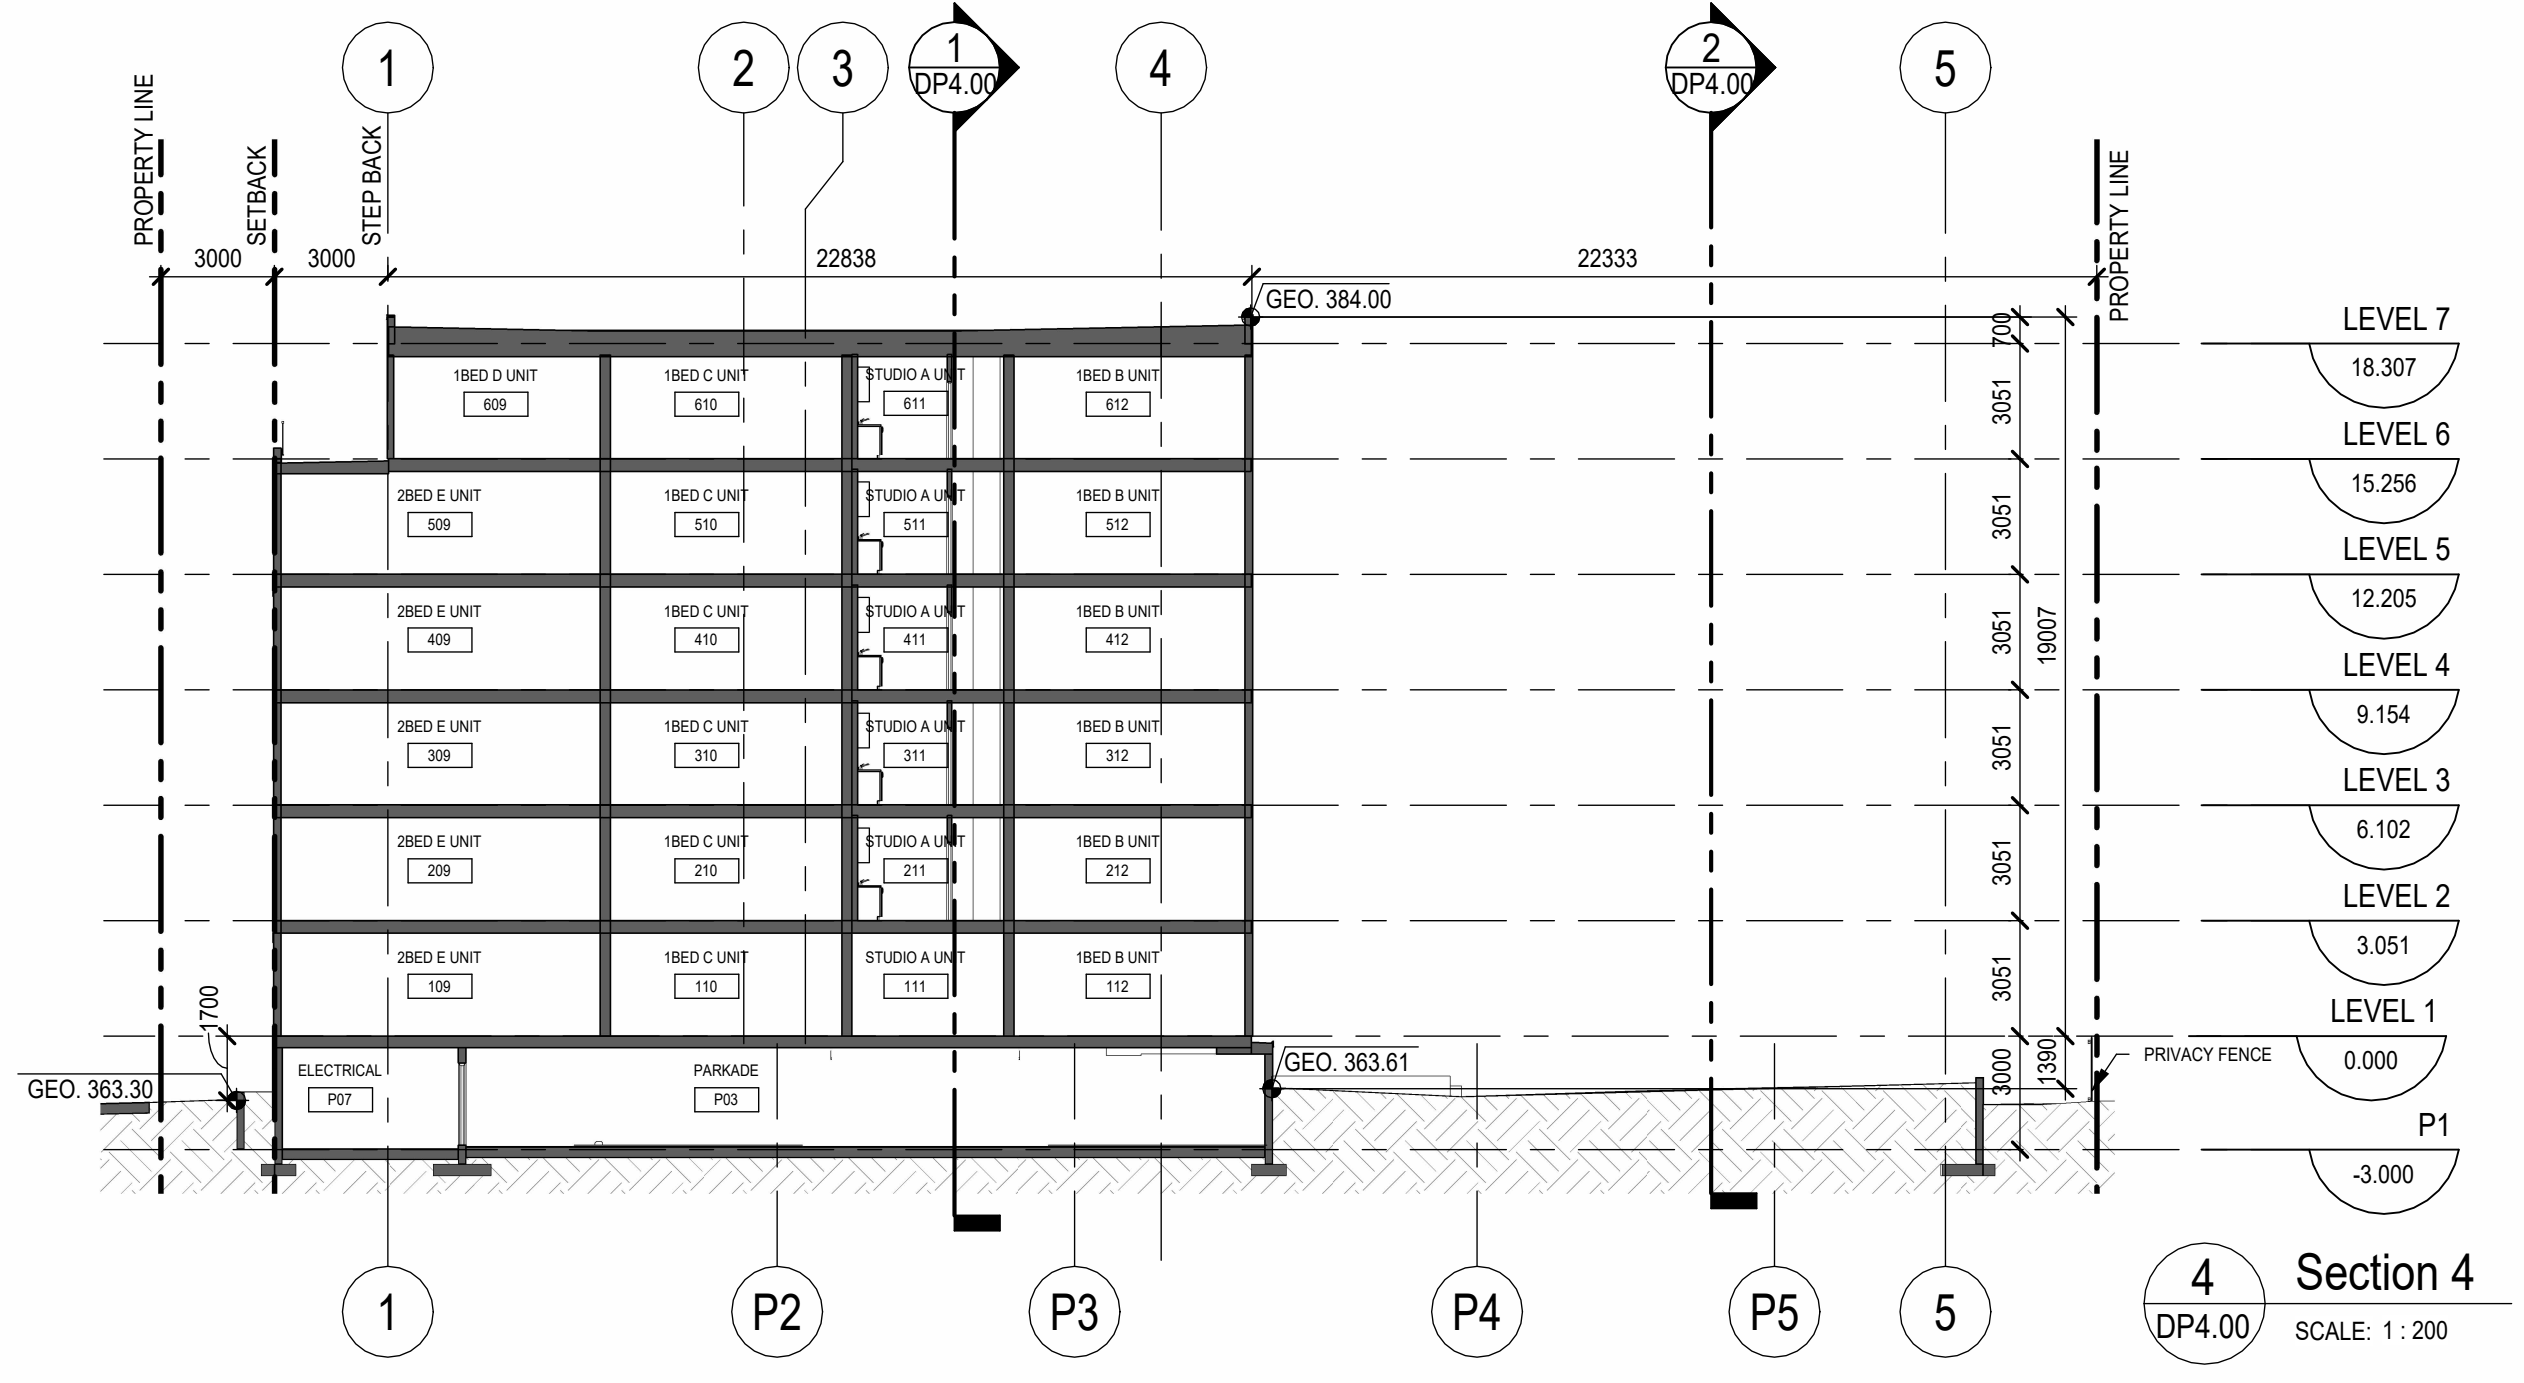 1
2
3
1
DP4.00
4
2
DP4.00
5
PROPERTY LINE
SETBACK
STEP BACK
PROPERTY LINE
3000
3000
22838
22333
GEO. 384.00
700
LEVEL 7
18.307
1BED D UNIT
609
1BED C UNIT
610
STUDIO A UNIT
611
1BED B UNIT
612
3051
LEVEL 6
15.256
2BED E UNIT
509
1BED C UNIT
510
STUDIO A UNIT
511
1BED B UNIT
512
3051
LEVEL 5
12.205
2BED E UNIT
409
1BED C UNIT
410
STUDIO A UNIT
411
1BED B UNIT
412
3051
19007
LEVEL 4
9.154
2BED E UNIT
309
1BED C UNIT
310
STUDIO A UNIT
311
1BED B UNIT
312
3051
LEVEL 3
6.102
2BED E UNIT
209
1BED C UNIT
210
STUDIO A UNIT
211
1BED B UNIT
212
3051
LEVEL 2
3.051
2BED E UNIT
109
1BED C UNIT
110
STUDIO A UNIT
111
1BED B UNIT
112
3051
1700
LEVEL 1
0.000
GEO. 363.30
ELECTRICAL
P07
PARKADE
P03
GEO. 363.61
3000
1390
PRIVACY FENCE
P1
-3.000
1
P2
P3
P4
P5
5
4
DP4.00
Section 4
SCALE: 1 : 200